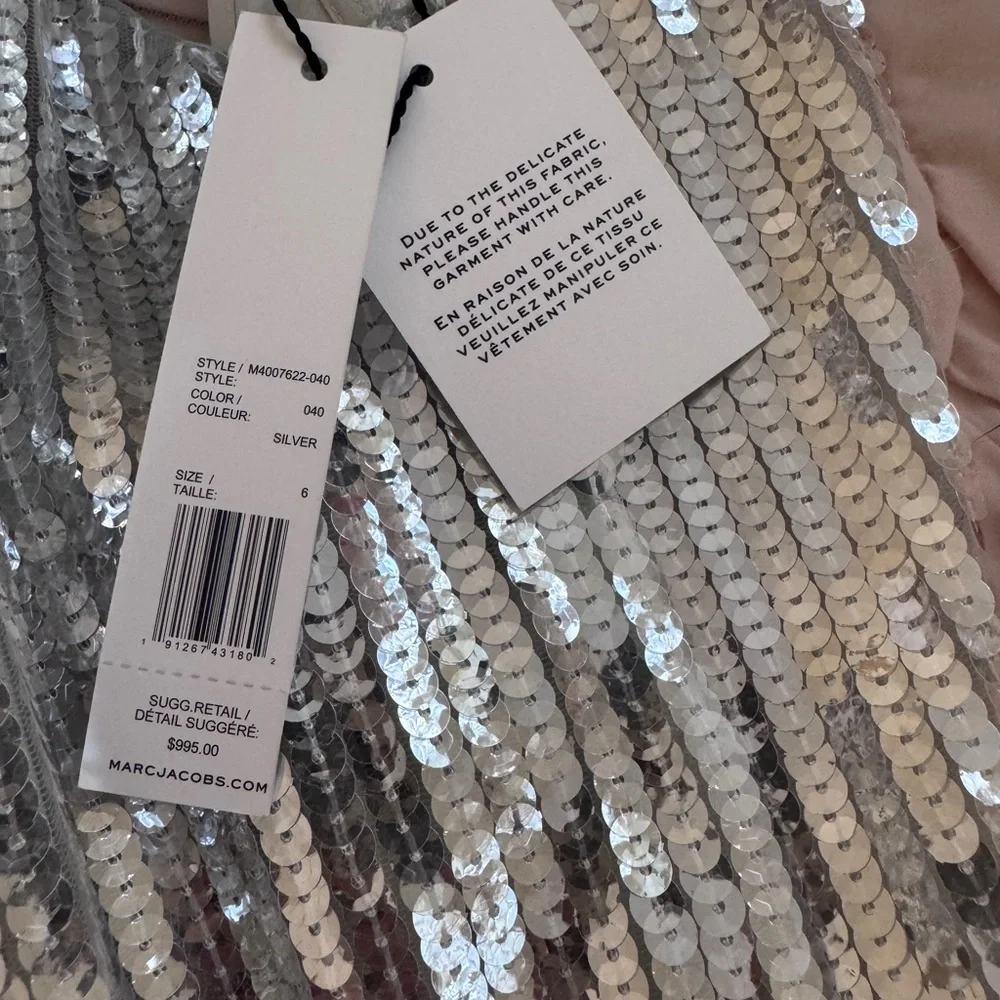 STYLE / M4007622-040
STYLE:
COLOR /
COULEUR: 040
SILVER
SIZE /
TAILLE: 6
1 91267 43180 2
SUGG.RETAIL /
DÉTAIL SUGGÉRÉ:
$995.00
MARCJACOBS.COM
DUE TO THE DELICATE
NATURE OF THIS FABRIC,
PLEASE HANDLE THIS
GARMENT WITH CARE.
EN RAISON DE LA NATURE
DÉLICATE DE CE TISSU
VEUILLEZ MANIPULER CE
VÊTEMENT AVEC SOIN.